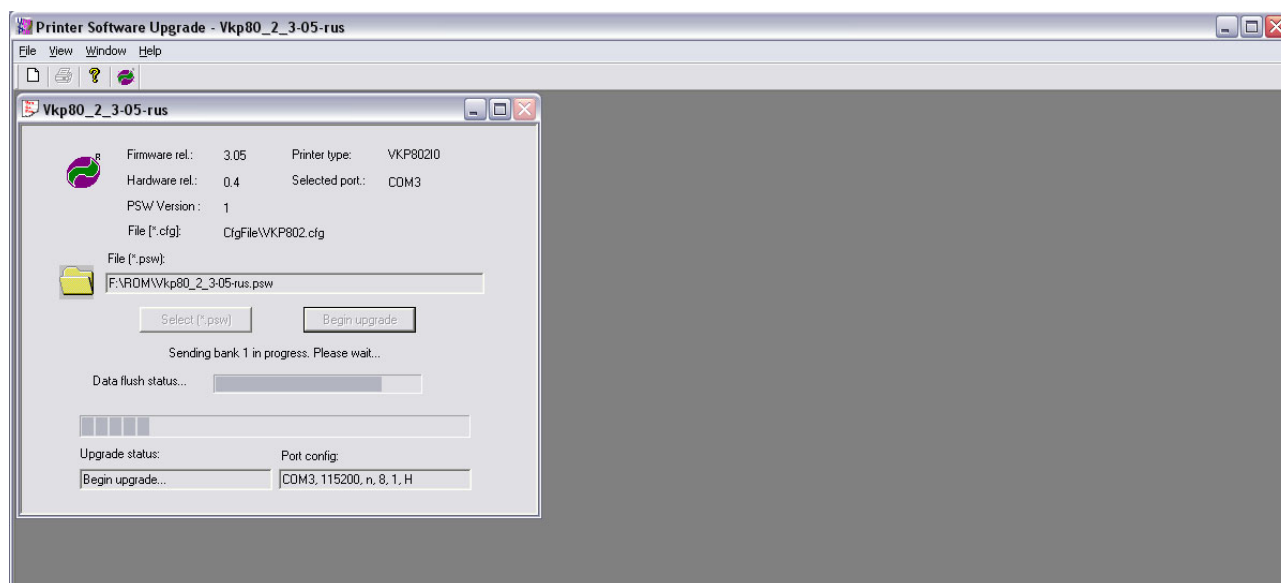 Printer Software Upgrade - Vkp80_2_3-05-rus
File View Window Help
Vkp80_2_3-05-rus
R
Firmware rel.: 3.05 Printer type: VKP802I0
Hardware rel.: 0.4 Selected port.: COM3
PSW Version : 1
File (*.cfg): CfgFile\VKP802.cfg
File (*.psw):
F:\ROM\Vkp80_2_3-05-rus.psw
Select (*.psw) Begin upgrade
Sending bank 1 in progress. Please wait...
Data flush status...
Upgrade status: Port config:
Begin upgrade... COM3, 115200, n, 8, 1, H